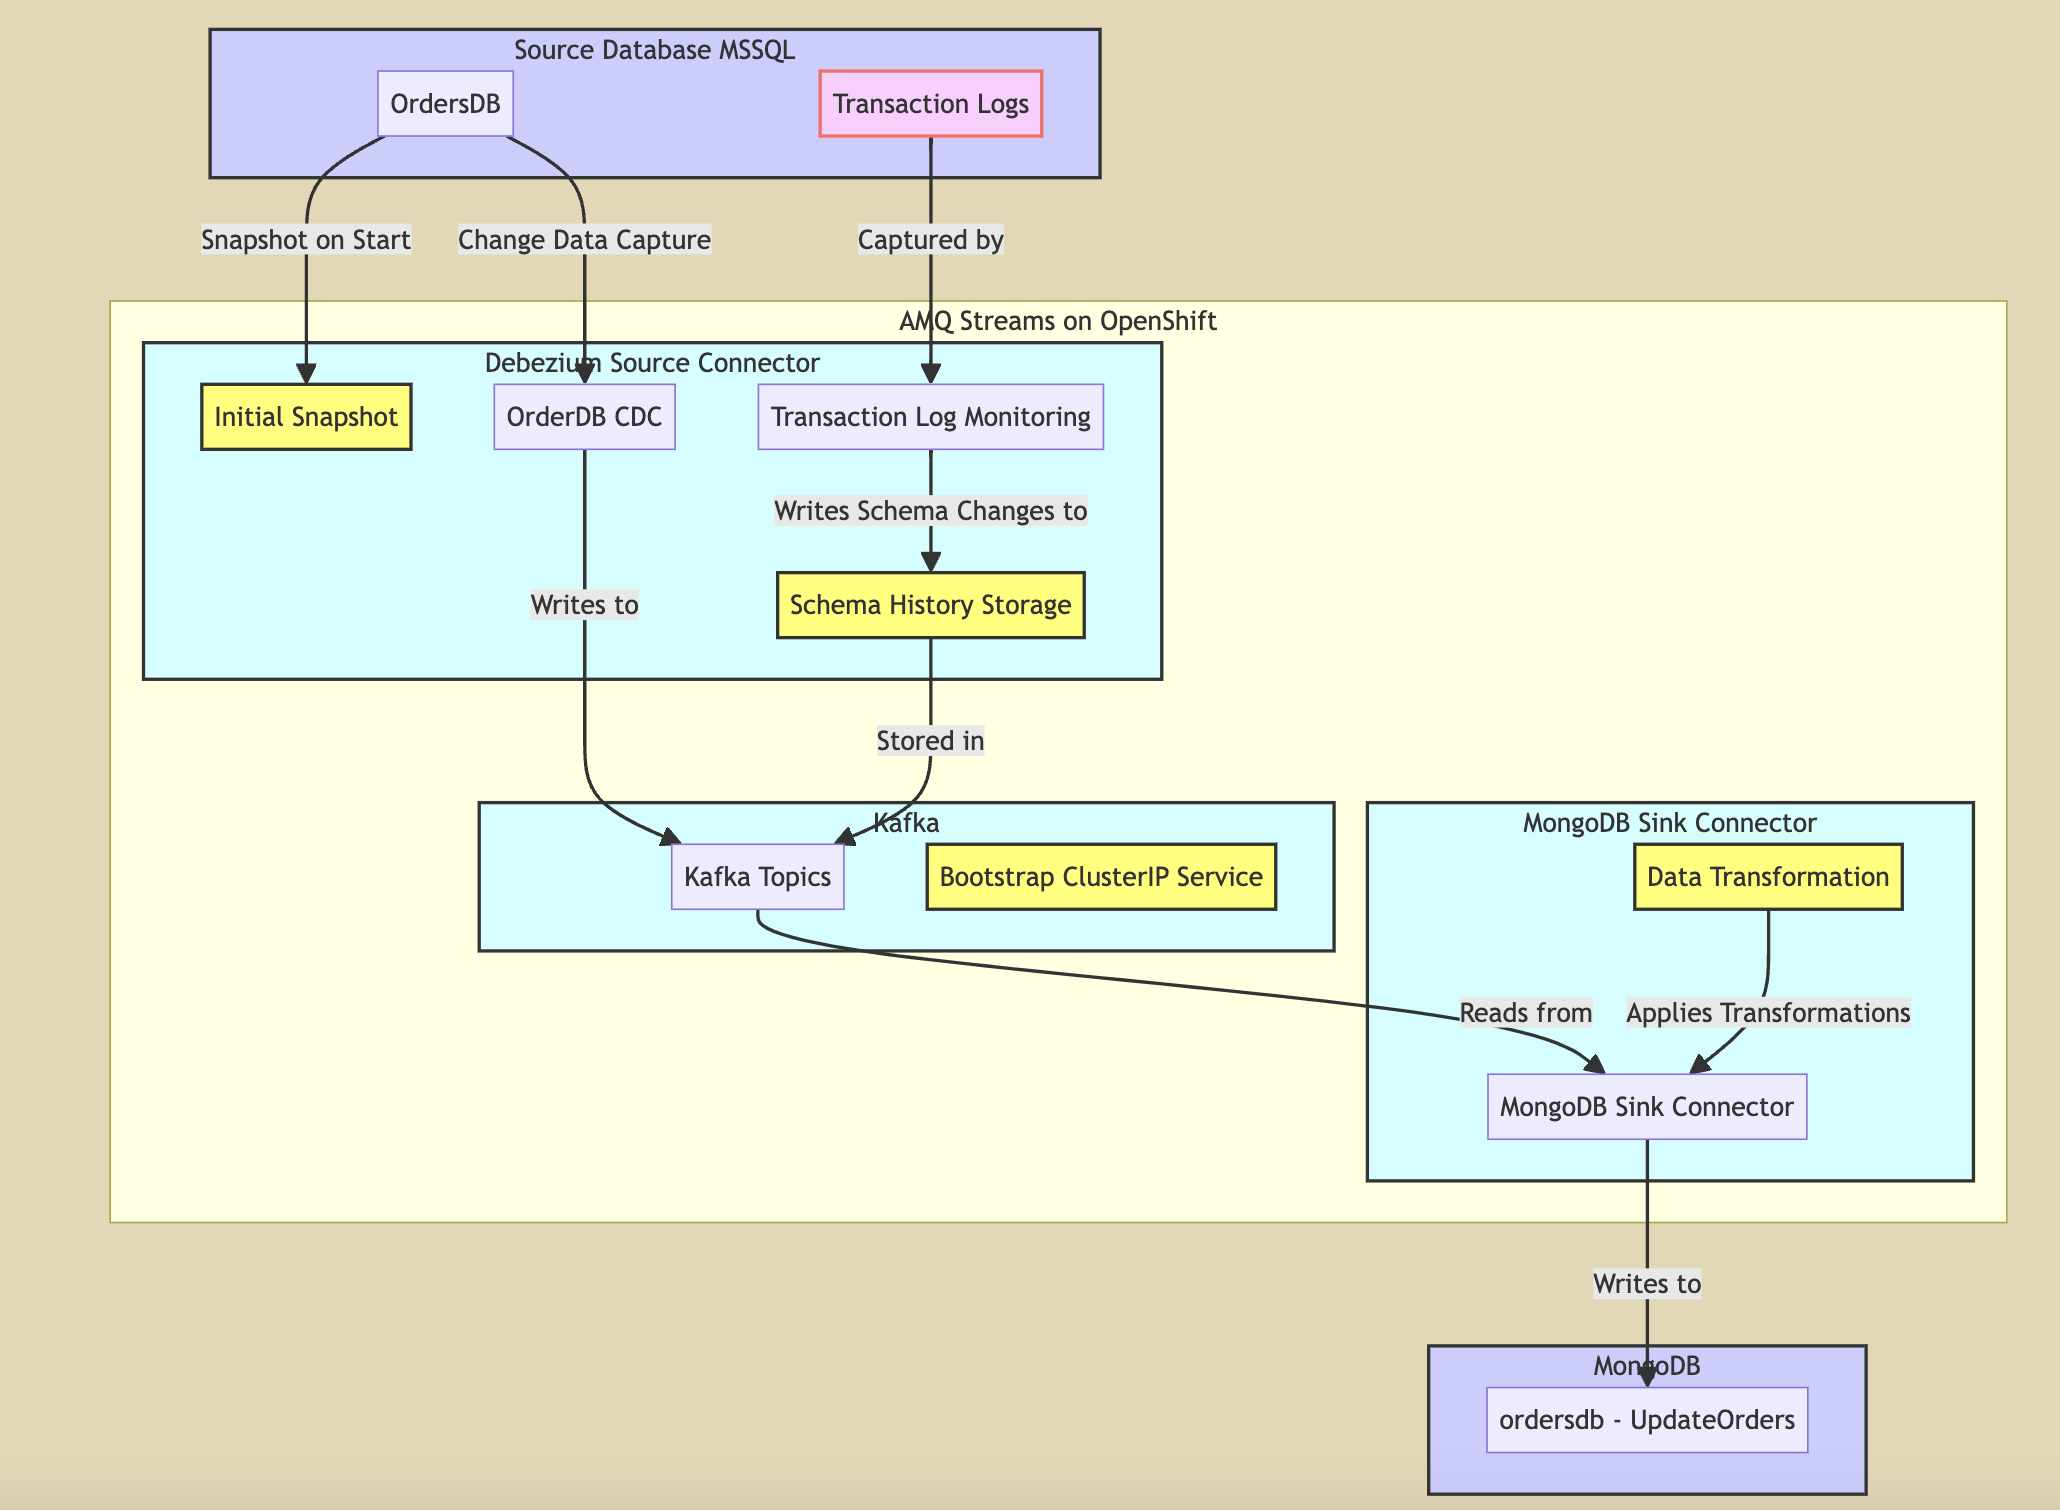 Source Database MSSQL
OrdersDB
Transaction Logs
Snapshot on Start
Change Data Capture
Captured by
AMQ Streams on OpenShift
Debezium Source Connector
Initial Snapshot
OrderDB CDC
Transaction Log Monitoring
Writes Schema Changes to
Writes to
Schema History Storage
Stored in
Kafka
MongoDB Sink Connector
Kafka Topics
Bootstrap ClusterIP Service
Data Transformation
Reads from
Applies Transformations
MongoDB Sink Connector
Writes to
MongoDB
ordersdb - UpdateOrders